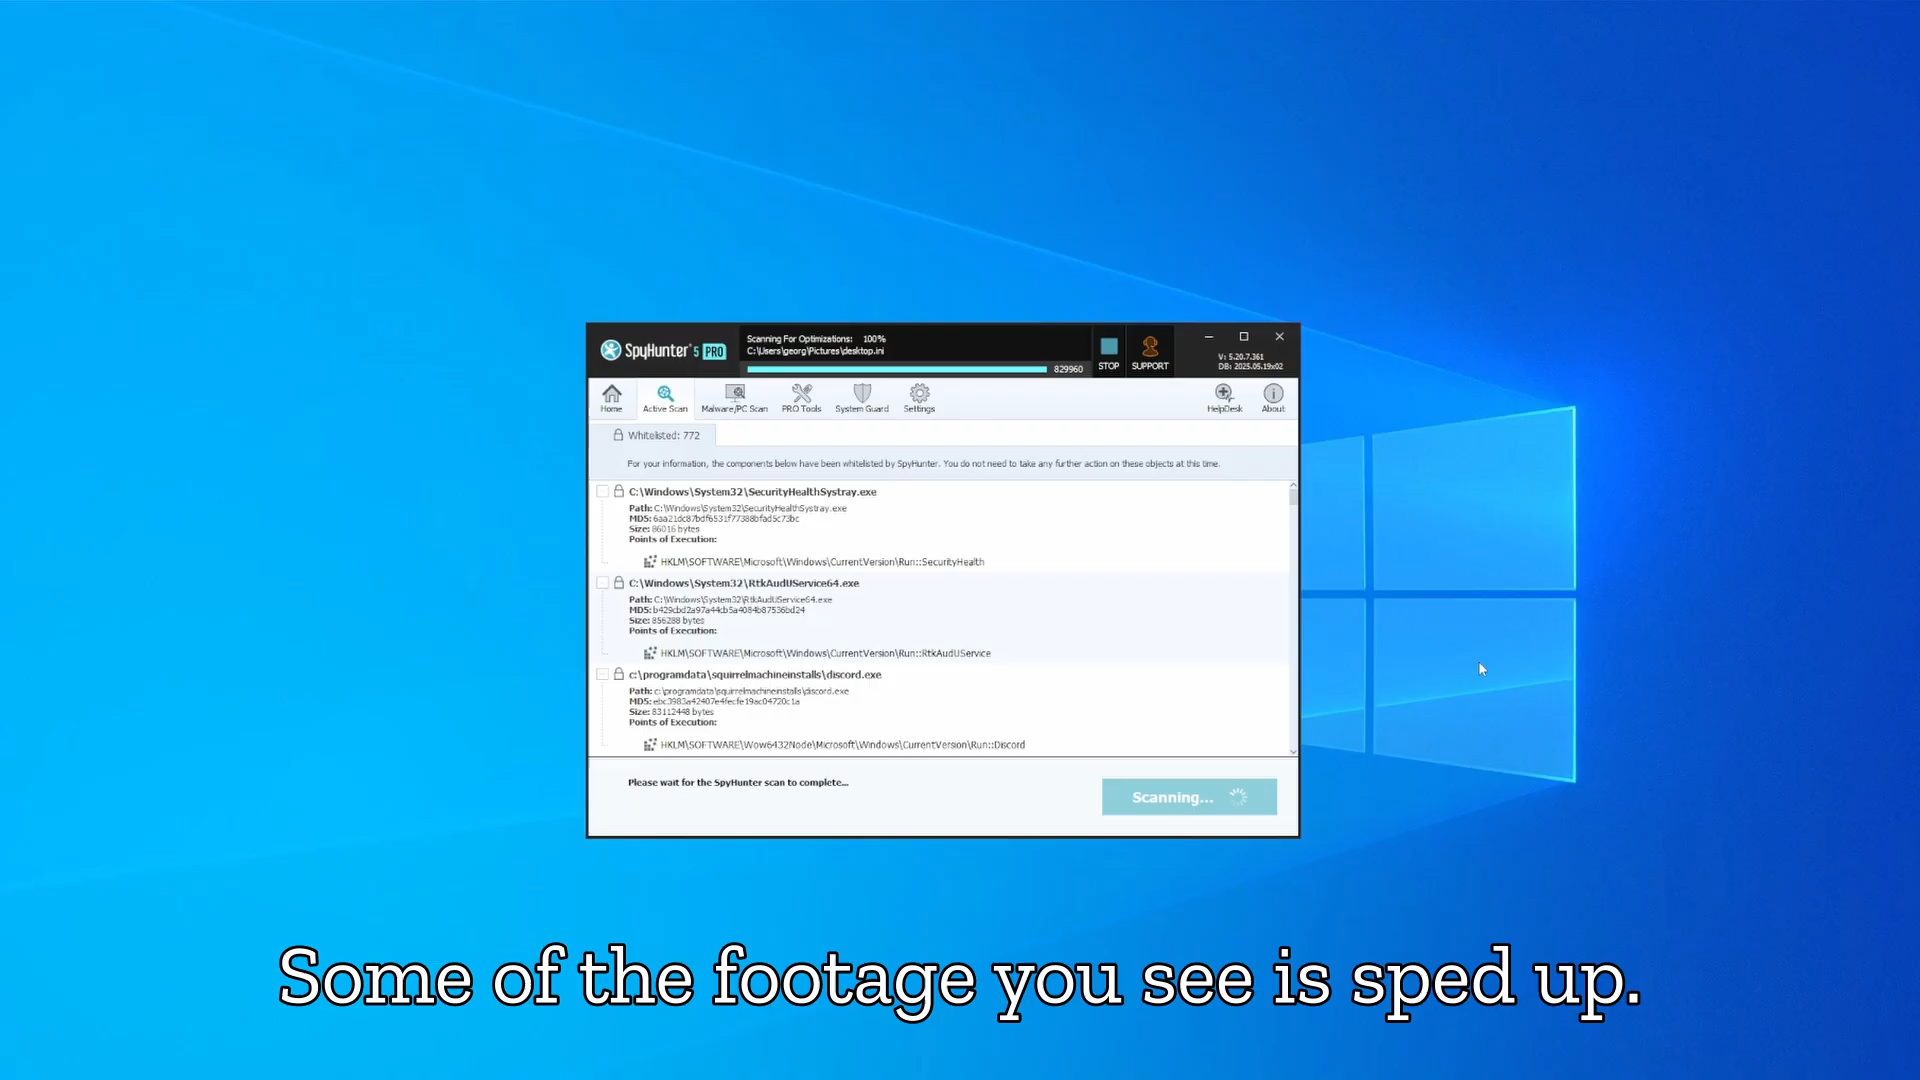 SpyHunter® 5 PRO
Scanning For Optimizations: 100%
C:\Users\georg\Pictures\desktop.ini
829960
STOP
SUPPORT
V: 5.20.7.361
DB: 2025.05.19x02
Home
Active Scan
Malware/PC Scan
PRO Tools
System Guard
Settings
HelpDesk
About
Whitelisted: 772
For your information, the components below have been whitelisted by SpyHunter. You do not need to take any further action on these objects at this time.
C:\Windows\System32\SecurityHealthSystray.exe
Path: C:\Windows\System32\SecurityHealthSystray.exe
MD5: 6aa21dc87bdf6531f77388bfad5c73bc
Size: 86016 bytes
Points of Execution:
HKLM\SOFTWARE\Microsoft\Windows\CurrentVersion\Run::SecurityHealth
C:\Windows\System32\RtkAudUService64.exe
Path: C:\Windows\System32\RtkAudUService64.exe
MD5: b429cbd2a97a44cb5a4084b87536bd24
Size: 856288 bytes
Points of Execution:
HKLM\SOFTWARE\Microsoft\Windows\CurrentVersion\Run::RtkAudUService
c:\programdata\squirrelmachineinstalls\discord.exe
Path: c:\programdata\squirrelmachineinstalls\discord.exe
MD5: ebc3983a42407e4fecfe19ac04720c1a
Size: 83112448 bytes
Points of Execution:
HKLM\SOFTWARE\Wow6432Node\Microsoft\Windows\CurrentVersion\Run::Discord
Please wait for the SpyHunter scan to complete...
Scanning...
Some of the footage you see is sped up.